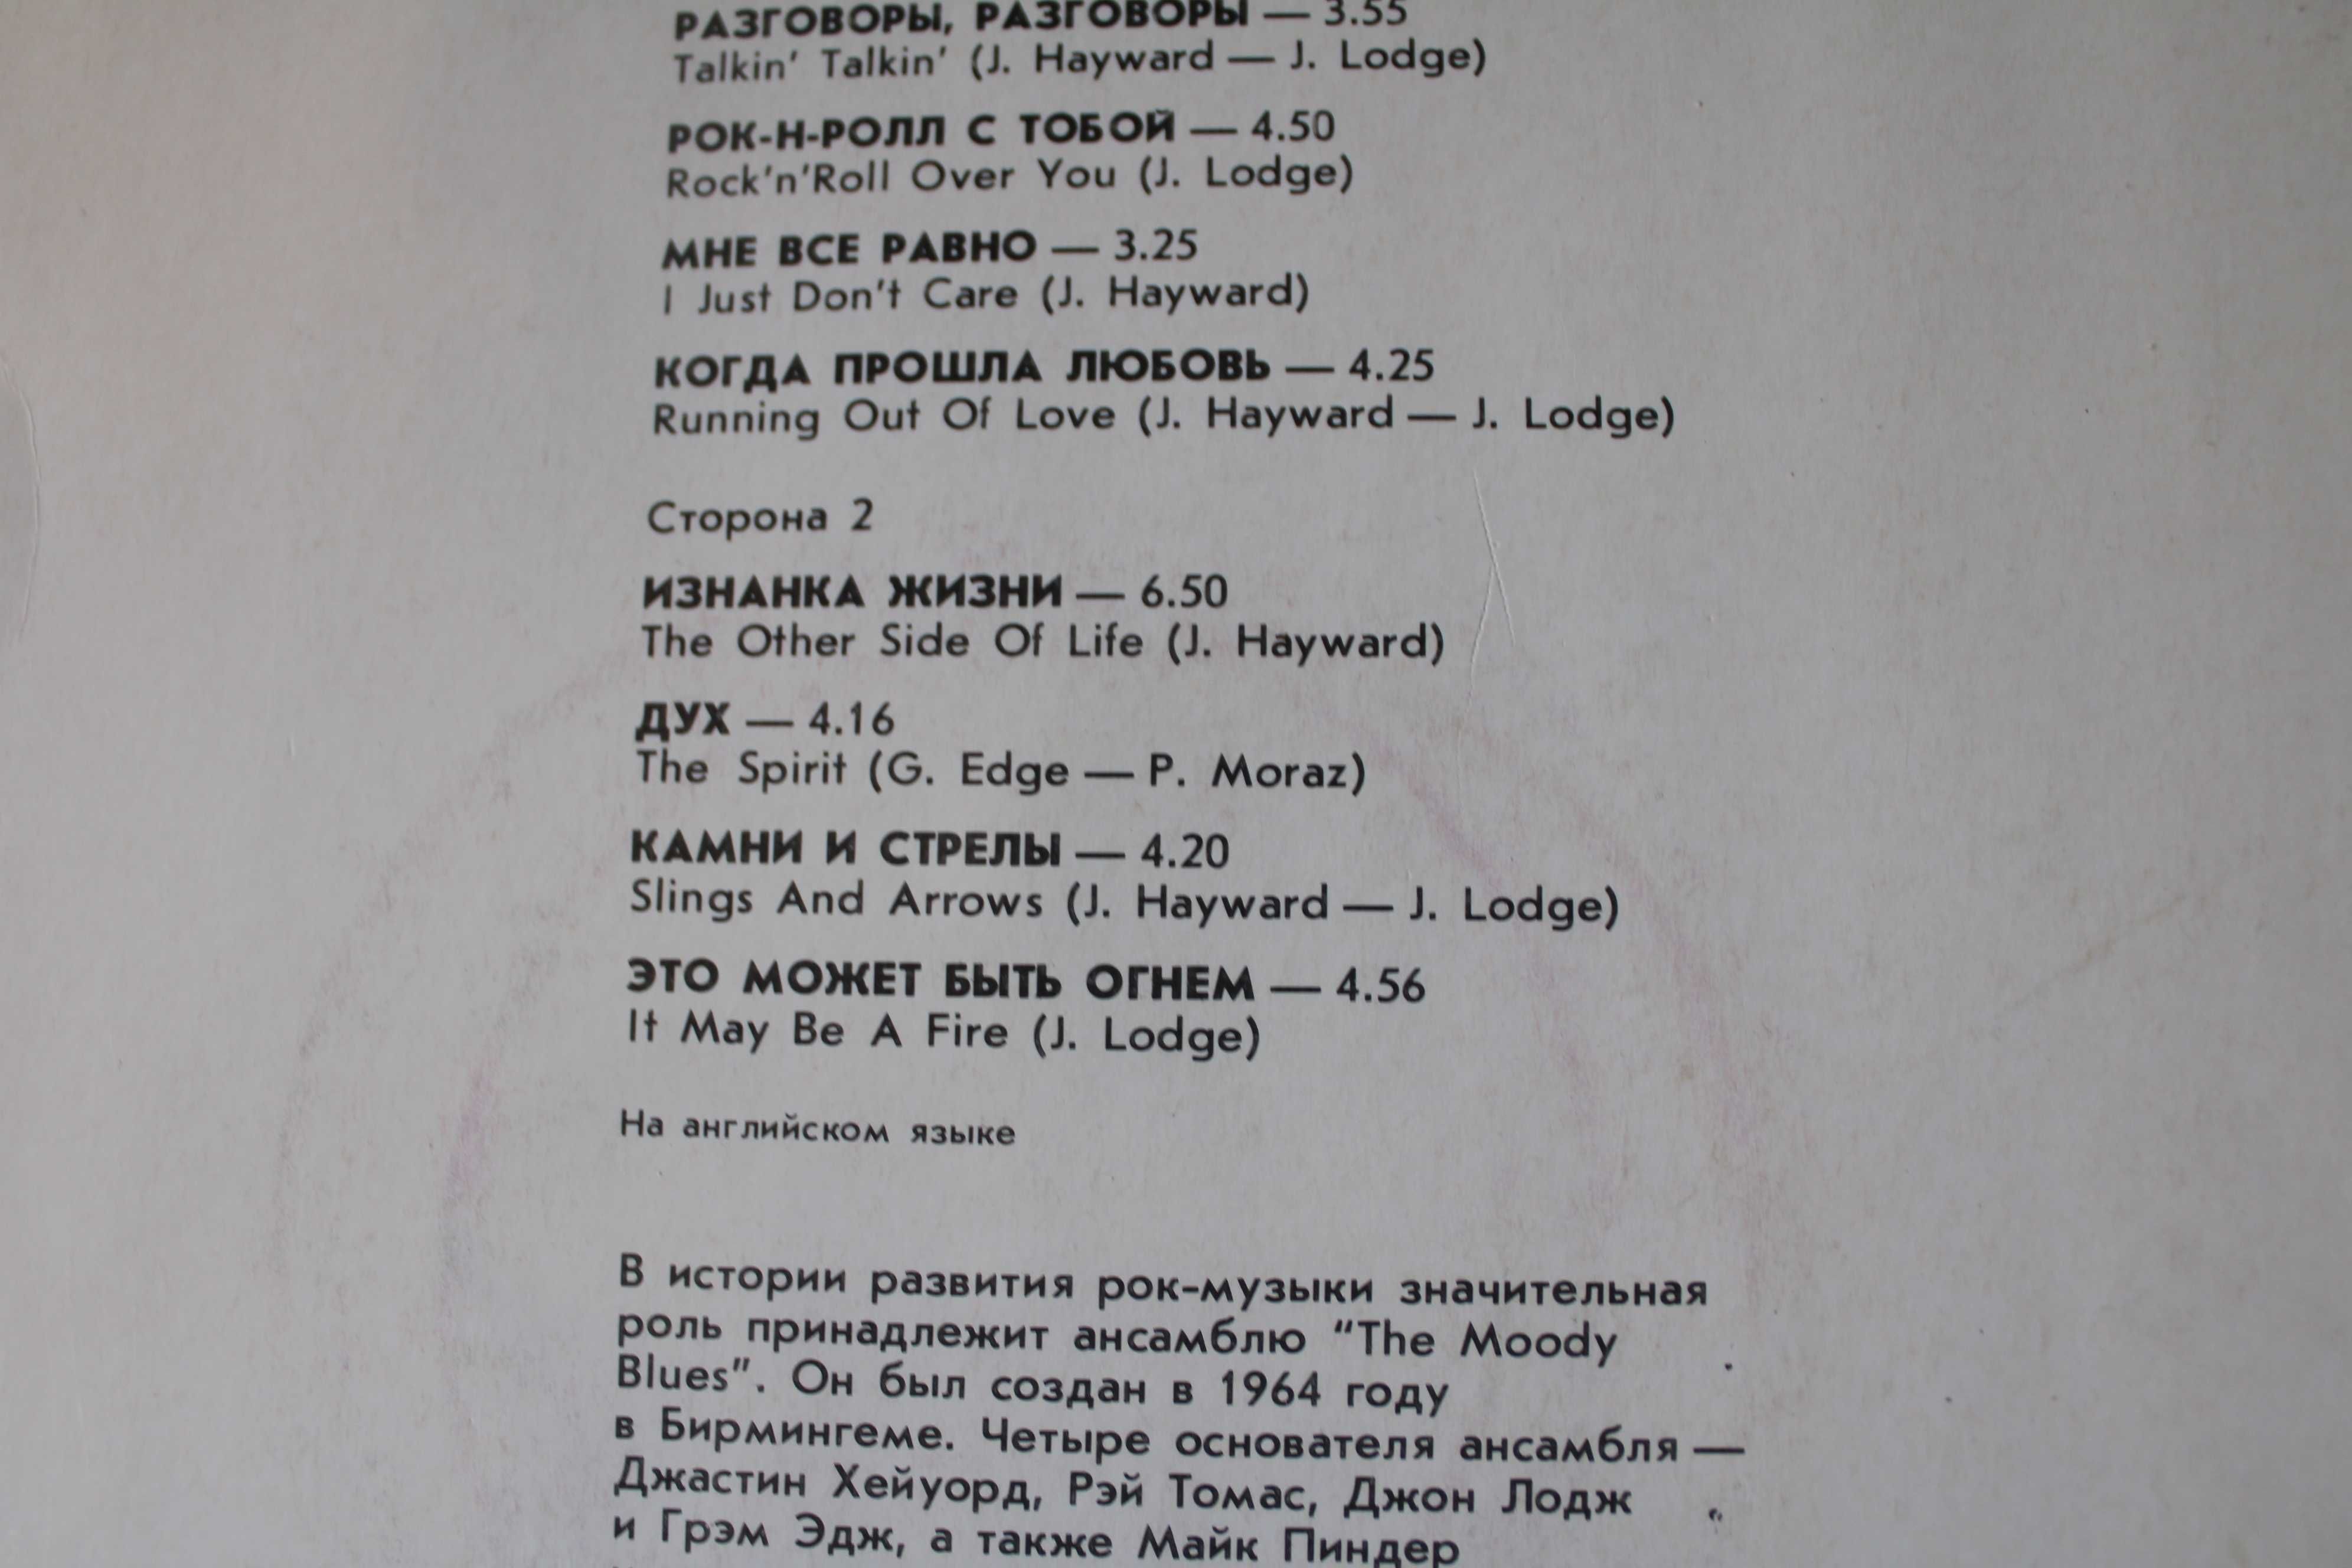 РАЗГОВОРЫ, РАЗГОВОРЫ — 3.55
Talkin' Talkin' (J. Hayward — J. Lodge)
РОК-Н-РОЛЛ С ТОБОЙ — 4.50
Rock'n'Roll Over You (J. Lodge)
МНЕ ВСЕ РАВНО — 3.25
I Just Don't Care (J. Hayward)
КОГДА ПРОШЛА ЛЮБОВЬ — 4.25
Running Out Of Love (J. Hayward — J. Lodge)
Сторона 2
ИЗНАНКА ЖИЗНИ — 6.50
The Other Side Of Life (J. Hayward)
ДУХ — 4.16
The Spirit (G. Edge — P. Moraz)
КАМНИ И СТРЕЛЫ — 4.20
Slings And Arrows (J. Hayward — J. Lodge)
ЭТО МОЖЕТ БЫТЬ ОГНЕМ — 4.56
It May Be A Fire (J. Lodge)
На английском языке
В истории развития рок-музыки значительная
роль принадлежит ансамблю "The Moody
Blues". Он был создан в 1964 году
в Бирмингеме. Четыре основателя ансамбля —
Джастин Хейуорд, Рэй Томас, Джон Лодж
и Грэм Эдж, а также Майк Пиндер